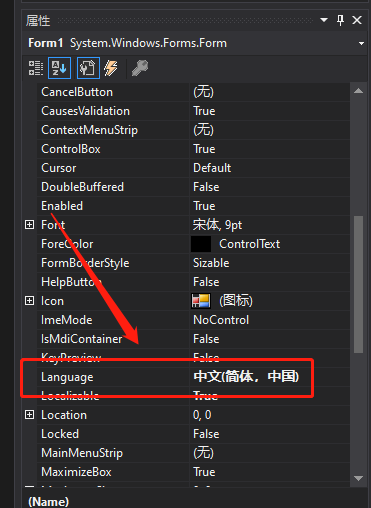 属性
Form1 System.Windows.Forms.Form
CancelButton (无)
CausesValidation True
ContextMenuStrip (无)
ControlBox True
Cursor Default
DoubleBuffered False
Enabled True
Font 宋体, 9pt
ForeColor ControlText
FormBorderStyle Sizable
HelpButton False
Icon (图标)
ImeMode NoControl
IsMdiContainer False
KeyPreview False
Language 中文(简体，中国)
Localizable True
Location 0, 0
Locked False
MainMenuStrip (无)
MaximizeBox True
(Name)